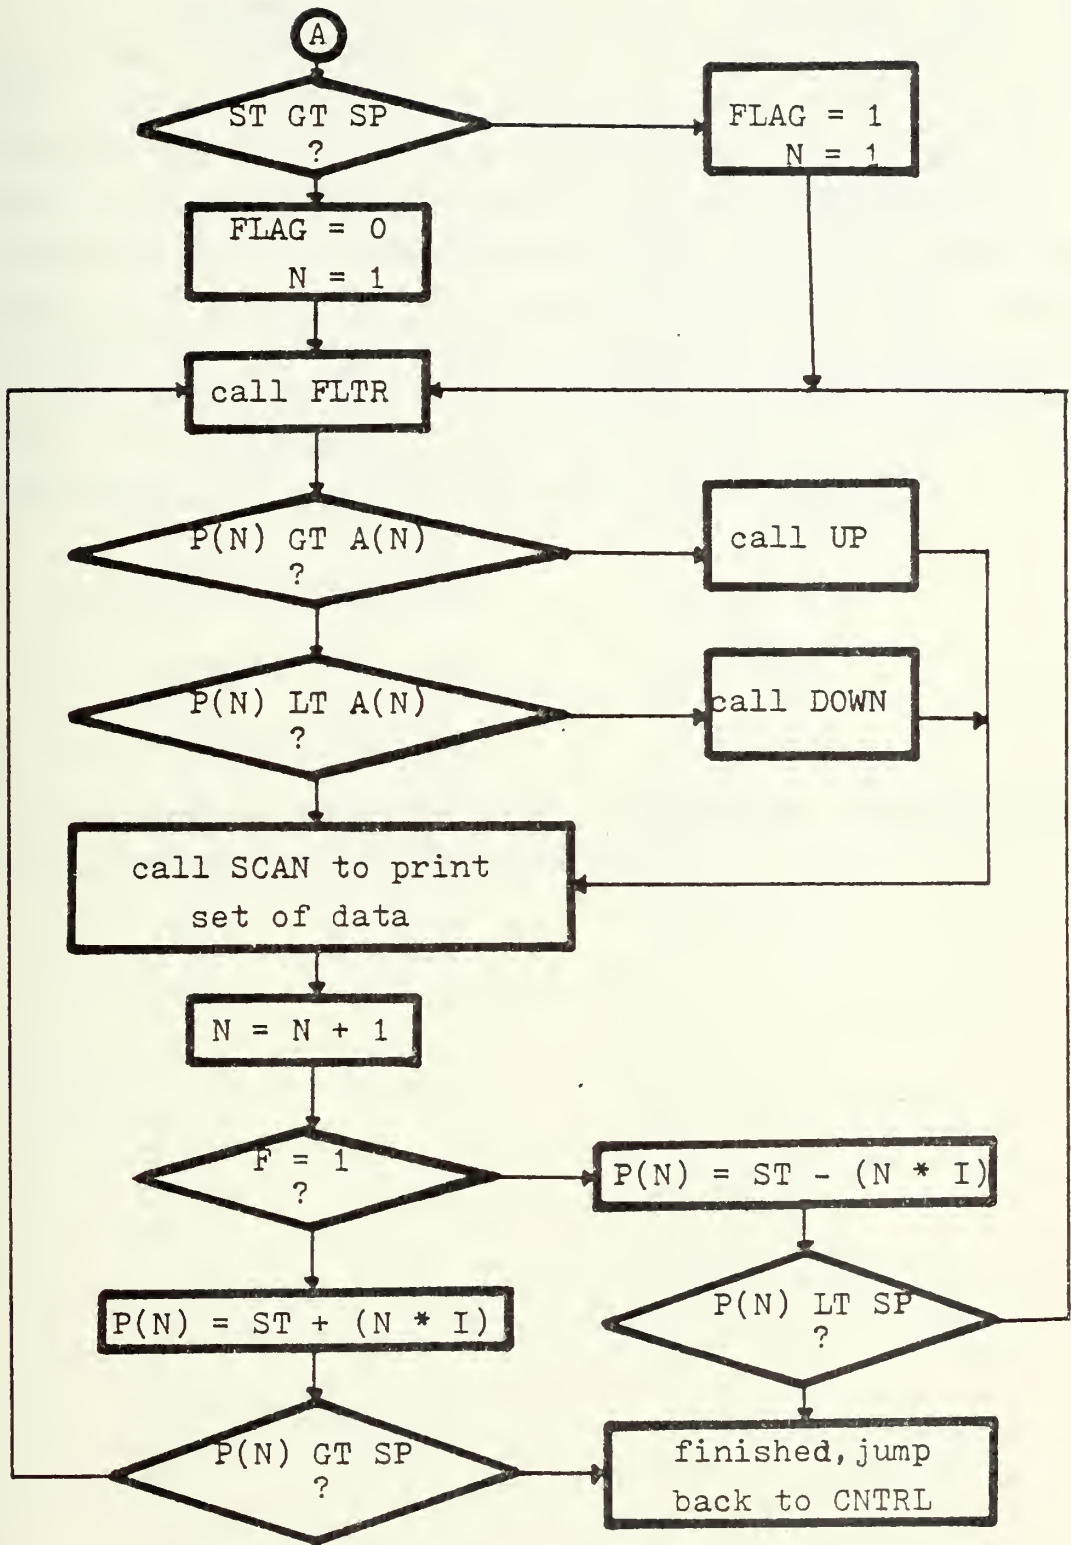 A
ST GT SP
?
FLAG = 1
N = 1
FLAG = 0
N = 1
call FLTR
P(N) GT A(N)
?
call UP
P(N) LT A(N)
?
call DOWN
call SCAN to print
set of data
N = N + 1
F = 1
?
P(N) = ST - (N * I)
P(N) = ST + (N * I)
P(N) LT SP
?
P(N) GT SP
?
finished, jump
back to CNTRL